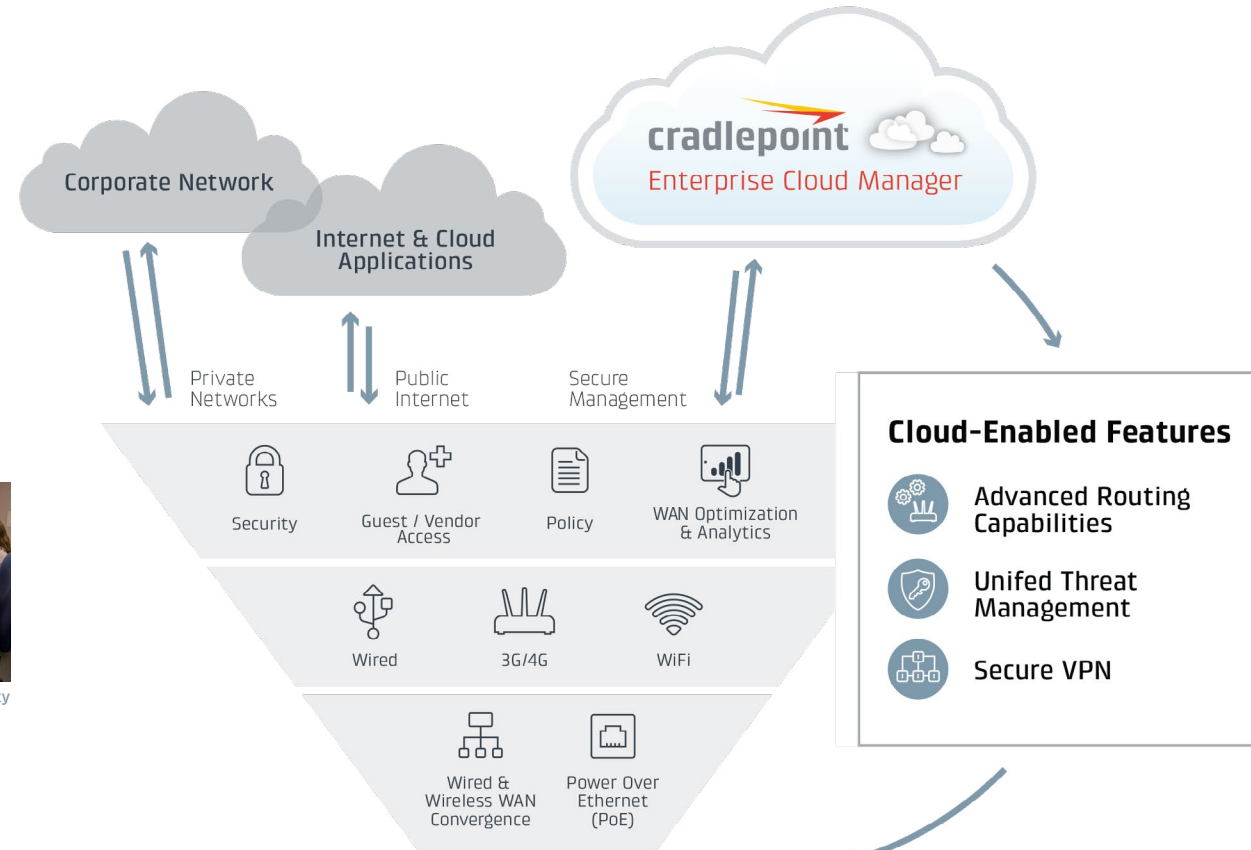 cradlepoint
Enterprise Cloud Manager
Corporate Network
Internet & Cloud
Applications
Private
Networks
Public
Internet
Secure
Management
Cloud-Enabled Features
Advanced Routing
Capabilities
Unifed Threat
Management
Secure VPN
Security
Guest / Vendor
Access
Policy
WAN Optimization
& Analytics
Wired
3G/4G
WiFi
Wired &
Wireless WAN
Convergence
Power Over
Ethernet
(PoE)